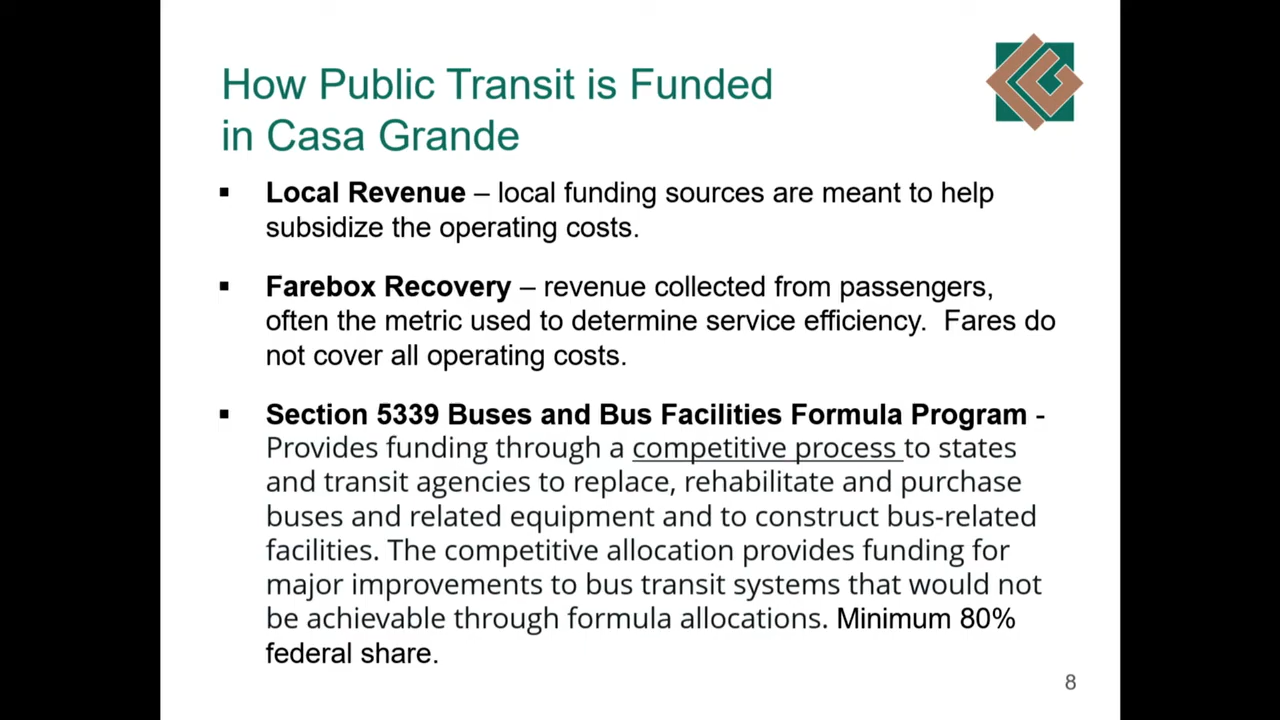 How Public Transit is Funded
in Casa Grande
▪ Local Revenue – local funding sources are meant to help
subsidize the operating costs.
▪ Farebox Recovery – revenue collected from passengers,
often the metric used to determine service efficiency.  Fares do
not cover all operating costs.
▪ Section 5339 Buses and Bus Facilities Formula Program -
Provides funding through a competitive process to states
and transit agencies to replace, rehabilitate and purchase
buses and related equipment and to construct bus-related
facilities. The competitive allocation provides funding for
major improvements to bus transit systems that would not
be achievable through formula allocations. Minimum 80%
federal share.
8